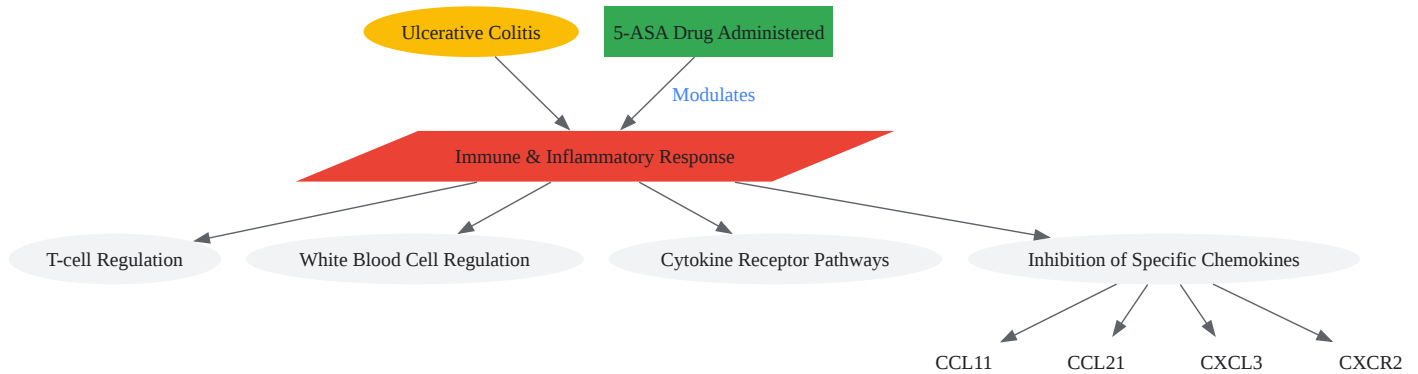 Ulcerative Colitis
5-ASA Drug Administered
Modulates
Immune & Inflammatory Response
T-cell Regulation
White Blood Cell Regulation
Cytokine Receptor Pathways
Inhibition of Specific Chemokines
CCL11
CCL21
CXCL3
CXCR2